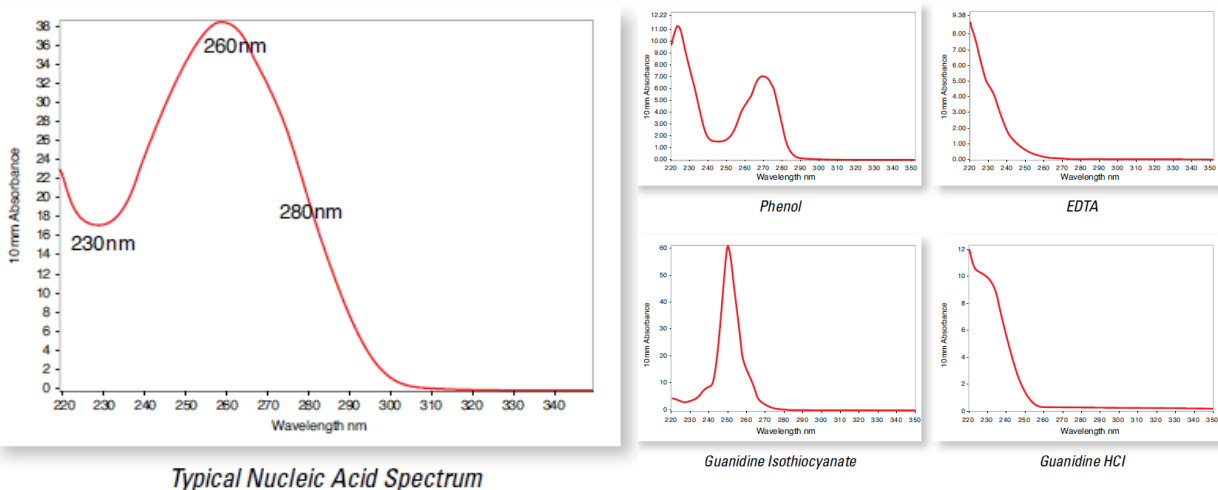 38
36
34
32
30
28
26
24
22
20
18
16
14
12
10
8
6
4
2
0
10mm Absorbance
260nm
230nm
280nm
220 230 240 250 260 270 280 290 300 310 320 330 340
Wavelength nm
Typical Nucleic Acid Spectrum
12.22
11.00
10.00
9.00
8.00
7.00
6.00
5.00
4.00
3.00
2.00
1.00
0.00
10mm Absorbance
220 230 240 250 260 270 280 290 300 310 320 330 340 350
Wavelength nm
Phenol
9.38
8.00
7.00
6.00
5.00
4.00
3.00
2.00
1.00
0.00
10mm Absorbance
220 230 240 250 260 270 280 290 300 310 320 330 340 350
Wavelength nm
EDTA
60
50
40
30
20
10
0
10mm Absorbance
220 230 240 250 260 270 280 290 300 310 320 330 340 350
Wavelength nm
Guanidine Isothiocyanate
12
10
8
6
4
2
0
10mm Absorbance
220 230 240 250 260 270 280 290 300 310 320 330 340 350
Wavelength nm
Guanidine HCl